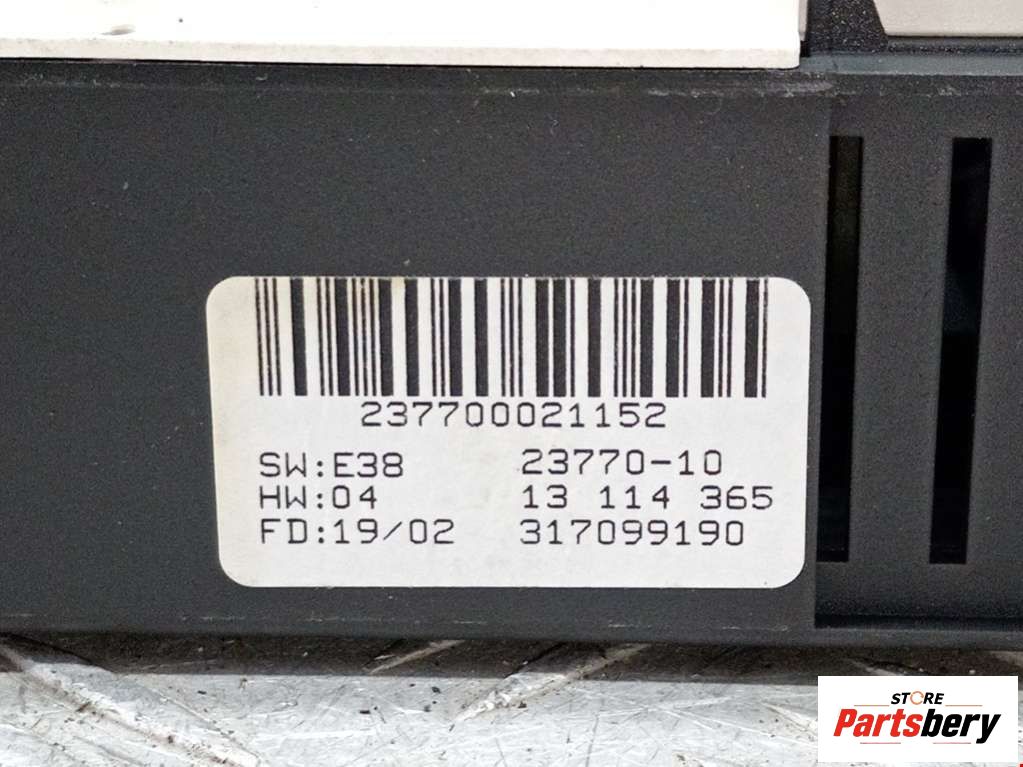 237700021152
SW:E38 23770-10
HW:04 13 114 365
FD:19/02 317099190
STORE
Partsbery